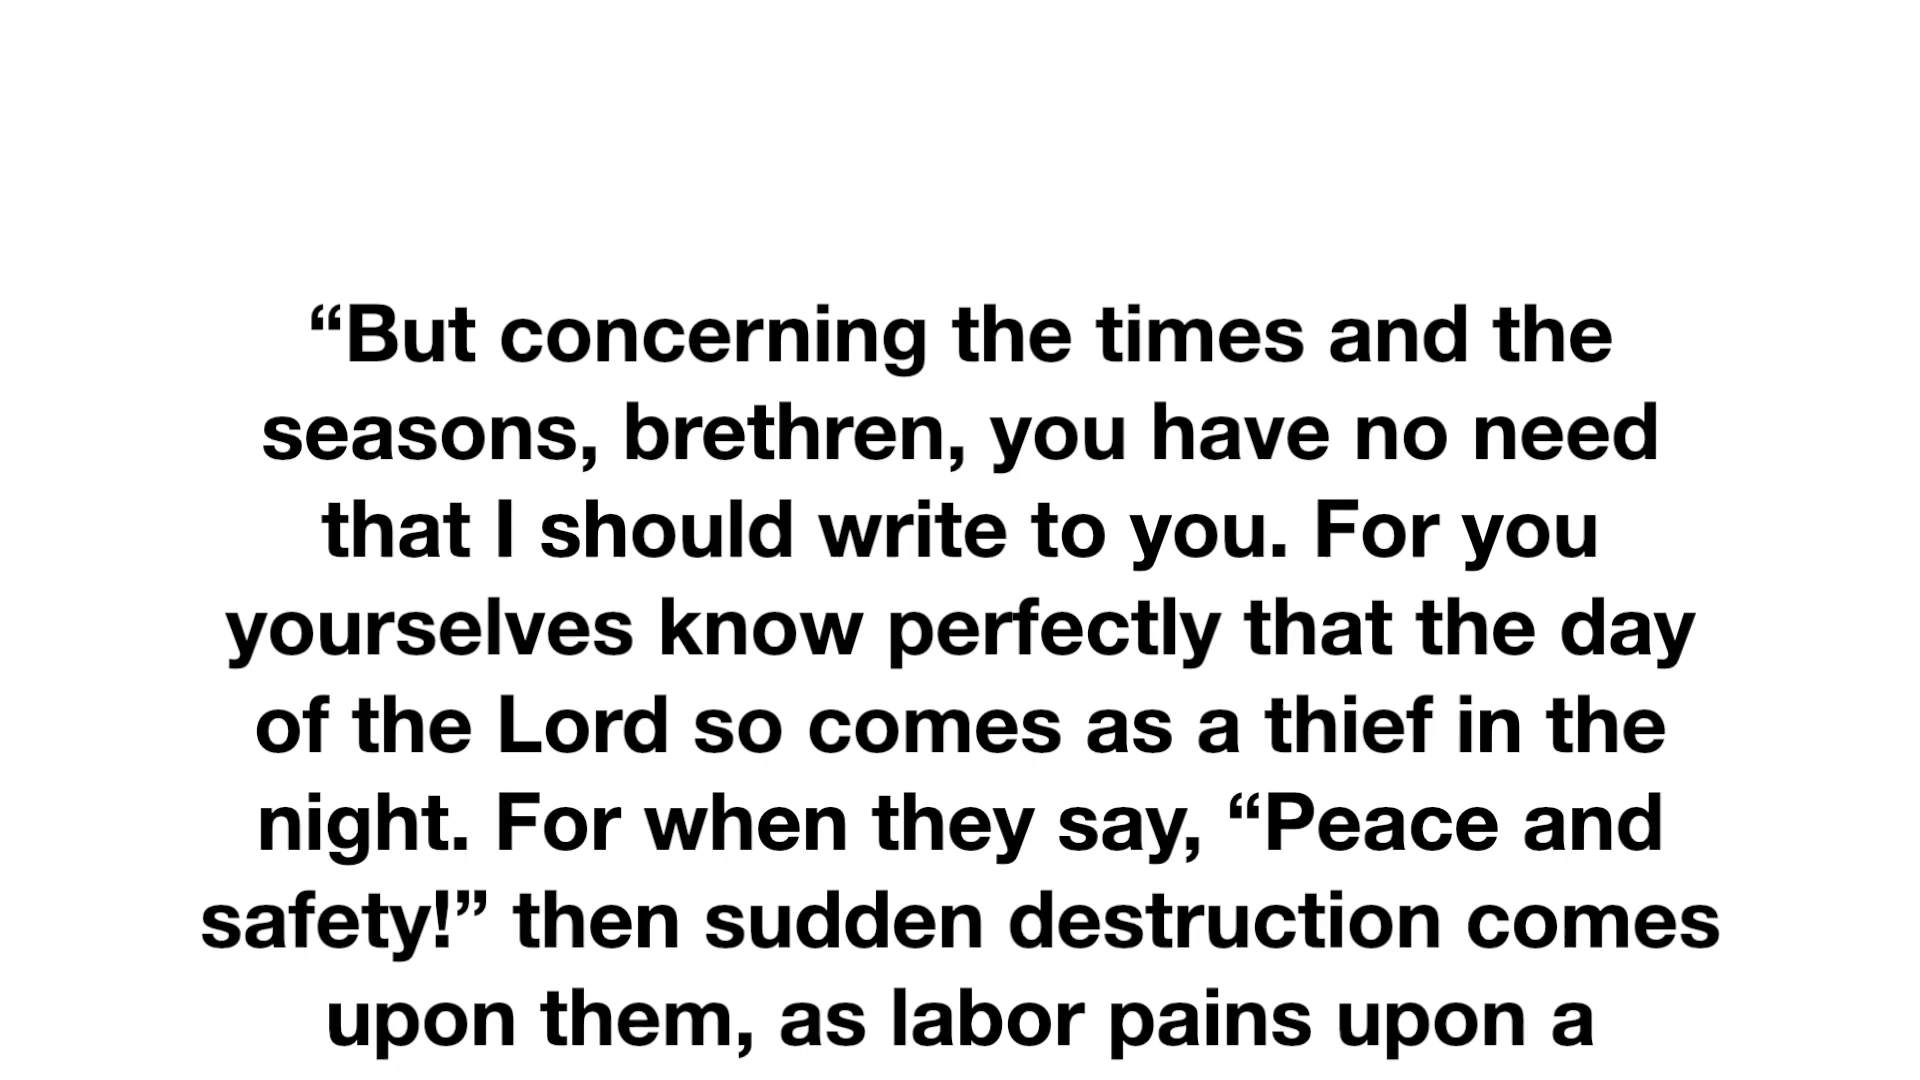 “But concerning the times and the
seasons, brethren, you have no need
that I should write to you. For you
yourselves know perfectly that the day
of the Lord so comes as a thief in the
night. For when they say, “Peace and
safety!” then sudden destruction comes
upon them, as labor pains upon a